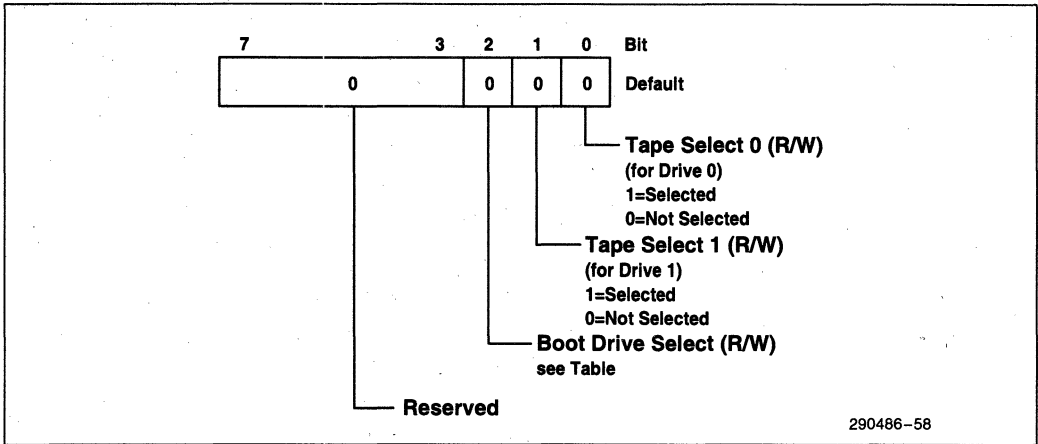 7 3 2 1 0 Bit
0 0 0 0 Default
Tape Select 0 (R/W)
(for Drive 0)
1=Selected
0=Not Selected
Tape Select 1 (R/W)
(for Drive 1)
1=Selected
0=Not Selected
Boot Drive Select (R/W)
see Table
Reserved
290486-58